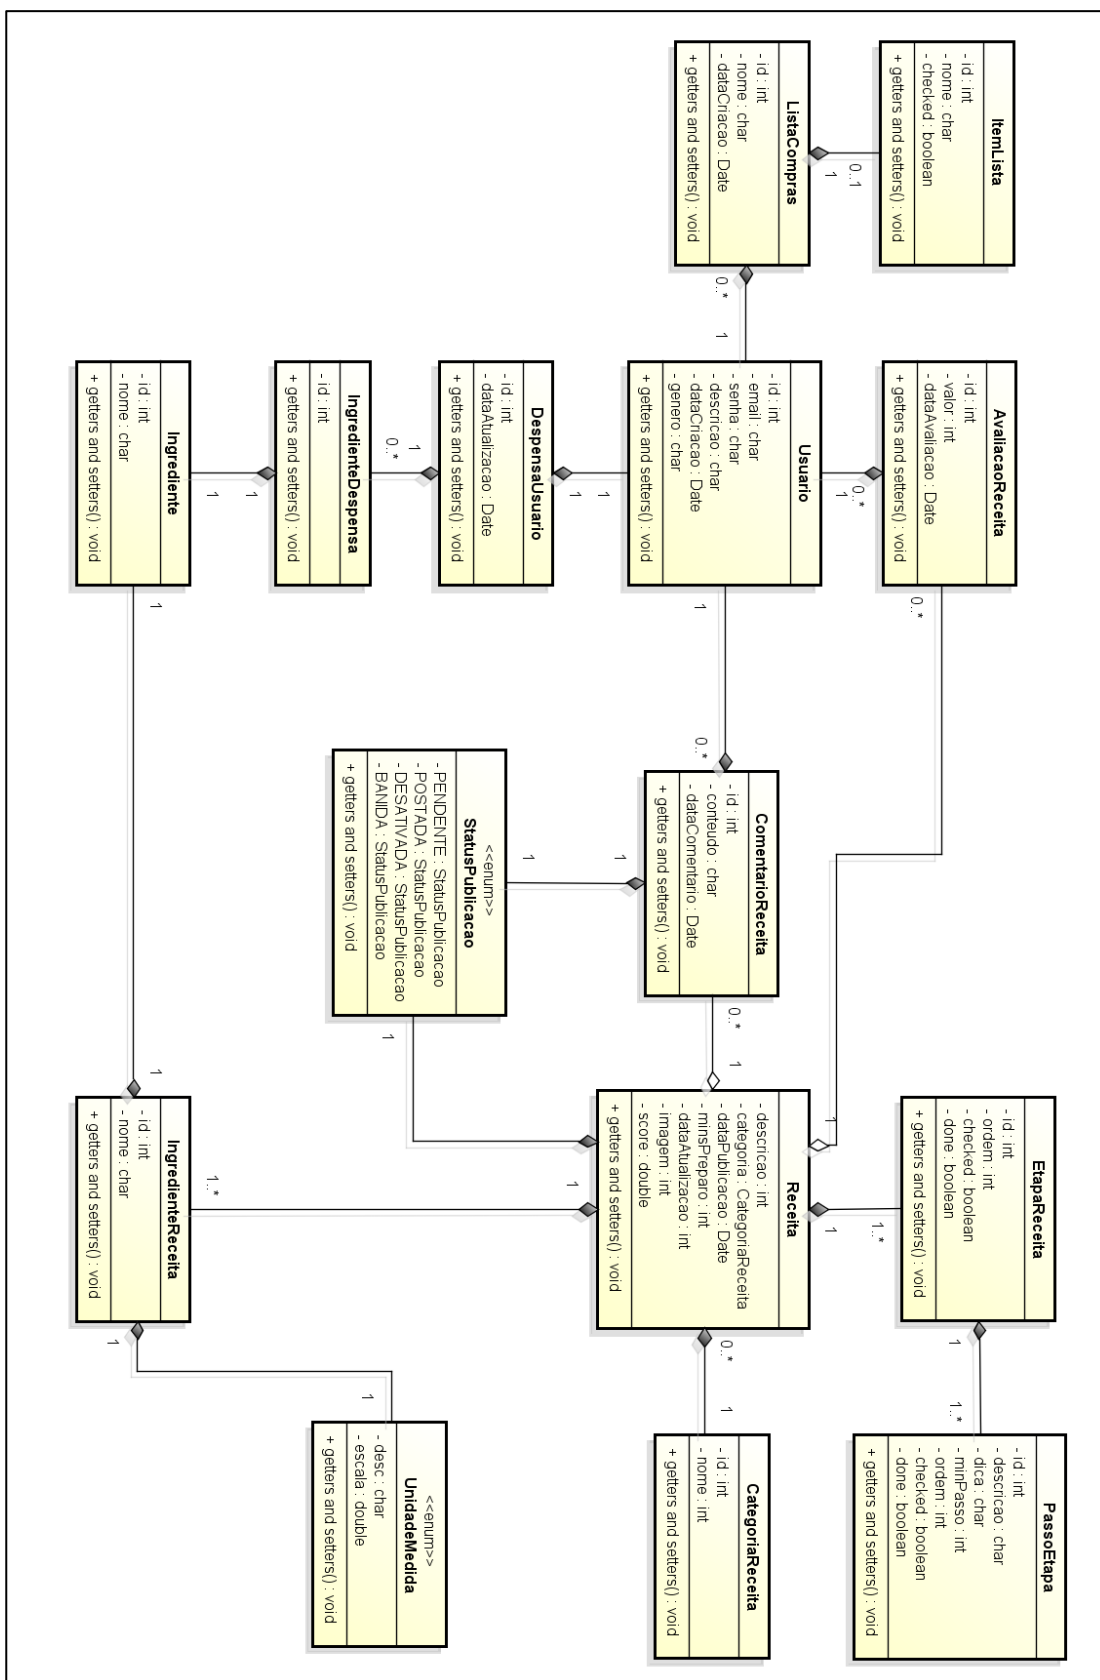 ItemLista
- id : int
- nome : char
- checked : boolean
+ getters and setters() : void
0..1
1
AvaliacaoReceita
- id : int
- valor : int
- dataAvaliacao : Date
+ getters and setters() : void
0..*
0..*
1
1
EtapaReceita
- id : int
- ordem : int
- checked : boolean
- done : boolean
+ getters and setters() : void
1
1..*
1..*
1
PassoEtapa
- id : int
- descricao : char
- dica : char
- minPasso : int
- ordem : int
- checked : boolean
- done : boolean
+ getters and setters() : void
ListaCompras
- id : int
- nome : char
- dataCriacao : Date
+ getters and setters() : void
0..*
1
Usuario
- id : int
- email : char
- senha : char
- descricao : char
- dataCriacao : Date
- genero : char
+ getters and setters() : void
1
0..*
ComentarioReceita
- id : int
- conteudo : char
- dataComentario : Date
+ getters and setters() : void
0..*
1
Receita
- descricao : int
- categoria : CategoriaReceita
- dataPublicacao : Date
- minsPreparo : int
- dataAtualizacao : int
- imagem : int
- score : double
+ getters and setters() : void
0..*
1
CategoriaReceita
- id : int
- nome : int
+ getters and setters() : void
1
1
1
1
1
1
DespensaUsuario
- id : int
- dataAtualizacao : Date
+ getters and setters() : void
<<enum>>
StatusPublicacao
- PENDENTE : StatusPublicacao
- POSTADA : StatusPublicacao
- DESATIVADA : StatusPublicacao
- BANIDA : StatusPublicacao
+ getters and setters() : void
<<enum>>
UnidadeMedida
- desc : char
- escala : double
+ getters and setters() : void
1
0..*
1
1
IngredienteDespensa
- id : int
+ getters and setters() : void
1
1
1..*
Ingrediente
- id : int
- nome : char
+ getters and setters() : void
1
1
IngredienteReceita
- id : int
- nome : char
+ getters and setters() : void
1